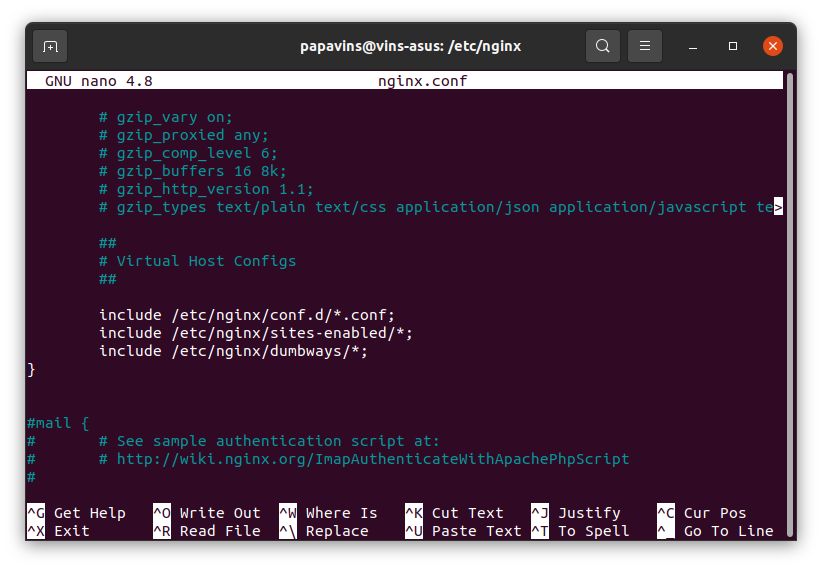 papavins@vins-asus: /etc/nginx
GNU nano 4.8 nginx.conf
# gzip_vary on;
# gzip_proxied any;
# gzip_comp_level 6;
# gzip_buffers 16 8k;
# gzip_http_version 1.1;
# gzip_types text/plain text/css application/json application/javascript te>
##
# Virtual Host Configs
##
include /etc/nginx/conf.d/*.conf;
include /etc/nginx/sites-enabled/*;
include /etc/nginx/dumbways/*;
}
#mail {
# # See sample authentication script at:
# # http://wiki.nginx.org/ImapAuthenticateWithApachePhpScript
#
^G Get Help ^O Write Out ^W Where Is ^K Cut Text ^J Justify ^C Cur Pos
^X Exit ^R Read File ^\ Replace ^U Paste Text ^T To Spell ^_ Go To Line